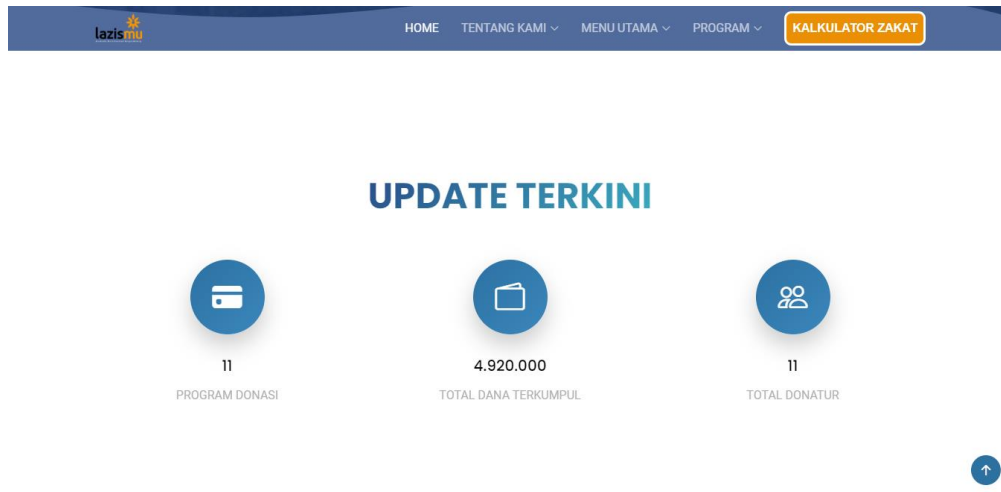 lazismu
HOME TENTANG KAMI MENU UTAMA PROGRAM KALKULATOR ZAKAT
UPDATE TERKINI
11 4.920.000 11
PROGRAM DONASI TOTAL DANA TERKUMPUL TOTAL DONATUR